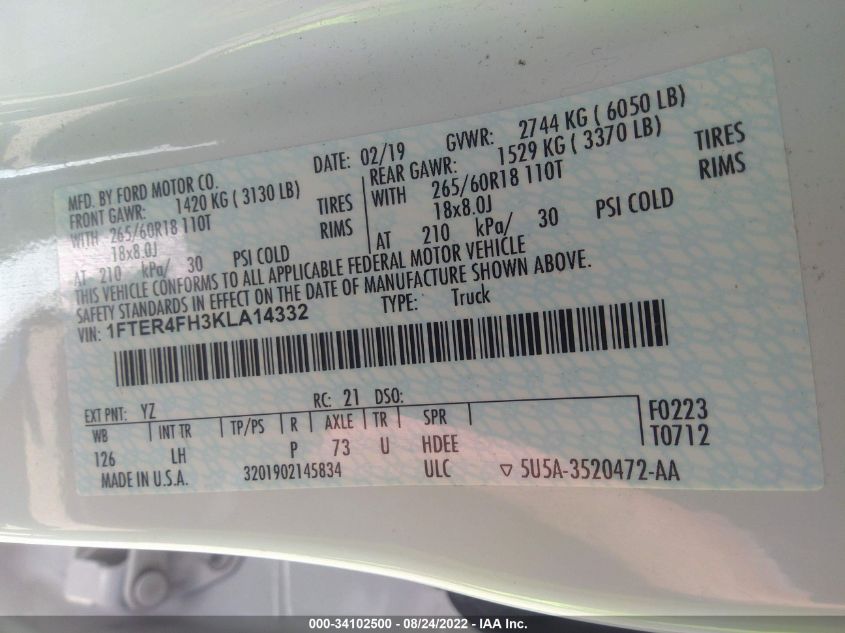 MFD. BY FORD MOTOR CO.
DATE: 02/19 GVWR: 2744 KG ( 6050 LB)
FRONT GAWR: 1420 KG ( 3130 LB)
WITH 265/60R18 110T TIRES
18x8.0J RIMS
AT 210 kPa/ 30 PSI COLD
REAR GAWR: 1529 KG ( 3370 LB)
WITH 265/60R18 110T TIRES
18x8.0J RIMS
AT 210 kPa/ 30 PSI COLD
THIS VEHICLE CONFORMS TO ALL APPLICABLE FEDERAL MOTOR VEHICLE
SAFETY STANDARDS IN EFFECT ON THE DATE OF MANUFACTURE SHOWN ABOVE.
VIN: 1FTER4FH3KLA14332 TYPE: Truck
EXT PNT: YZ RC: 21 DSO:
WB INT TR TP/PS R AXLE TR SPR F0223
126 LH P 73 U HDEE T0712
MADE IN U.S.A. 3201902145834 ULC ▽ 5U5A-3520472-AA
000-34102500 - 08/24/2022 - IAA Inc.